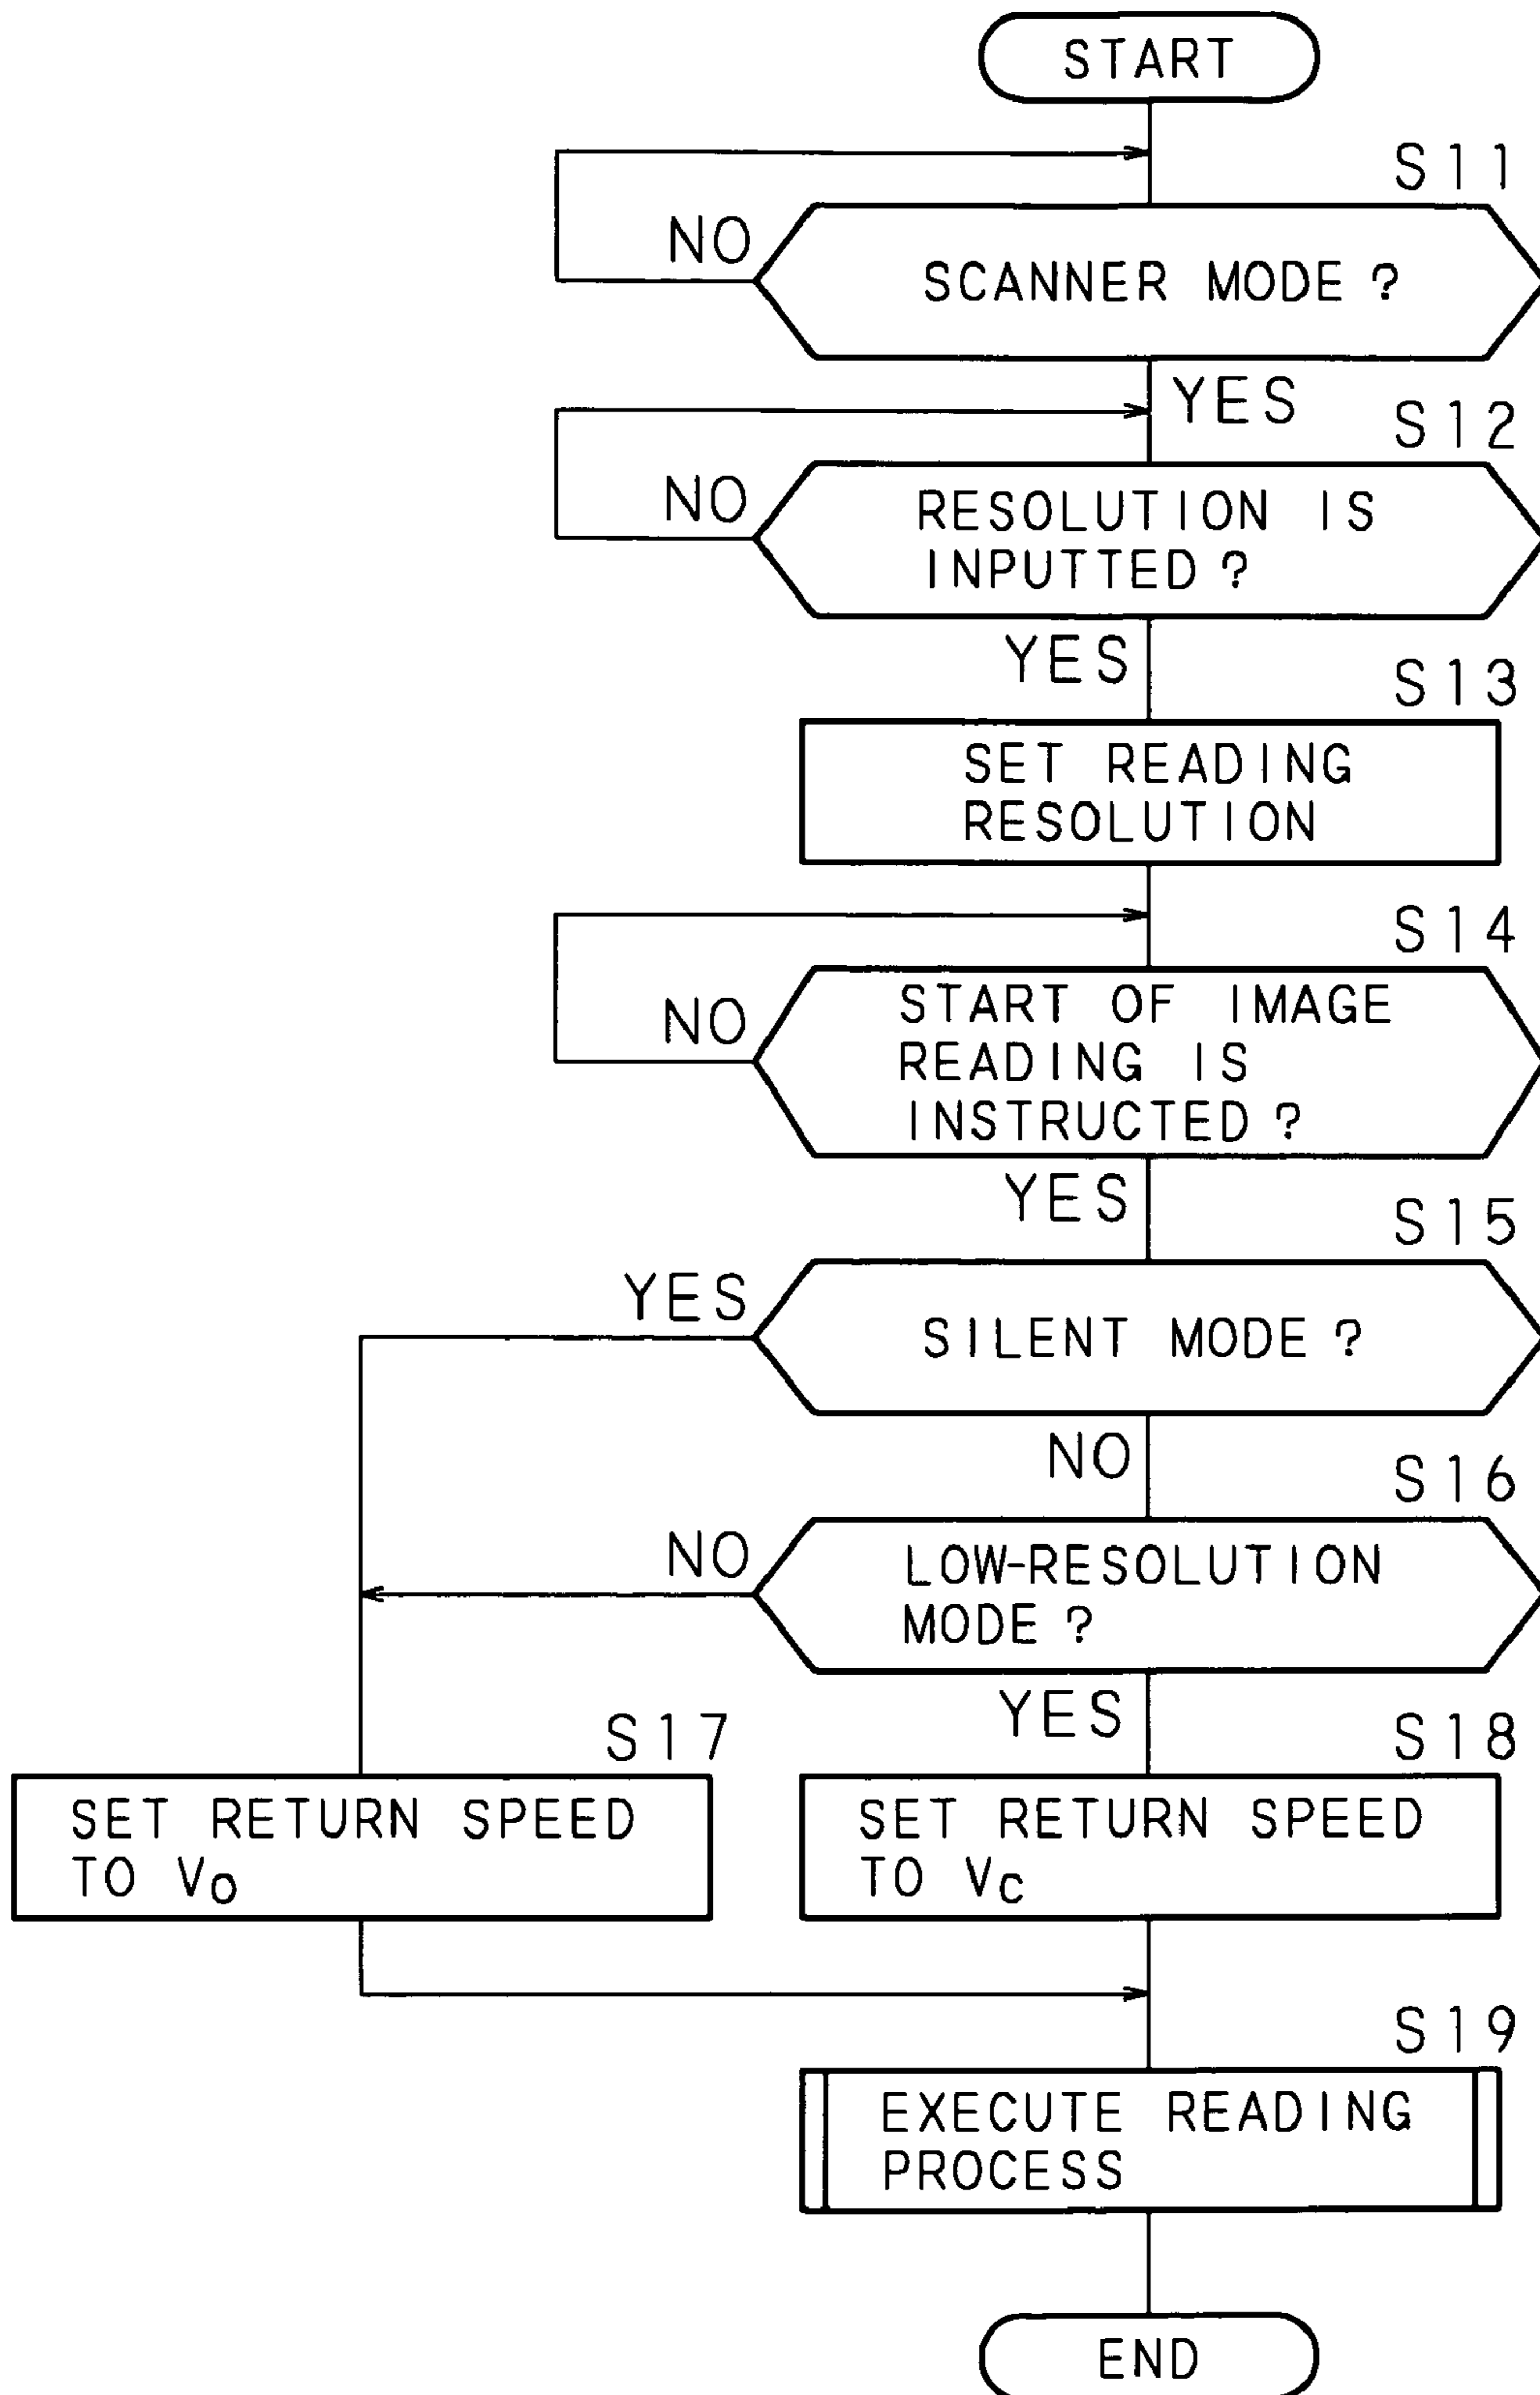 START
S11
NO
SCANNER MODE ?
YES
S12
NO
RESOLUTION IS
INPUTTED ?
YES
S13
SET READING
RESOLUTION
S14
NO
START OF IMAGE
READING IS
INSTRUCTED ?
YES
S15
YES
SILENT MODE ?
NO
S16
NO
LOW-RESOLUTION
MODE ?
YES
S17
S18
SET RETURN SPEED
TO Vo
SET RETURN SPEED
TO Vc
S19
EXECUTE READING
PROCESS
END